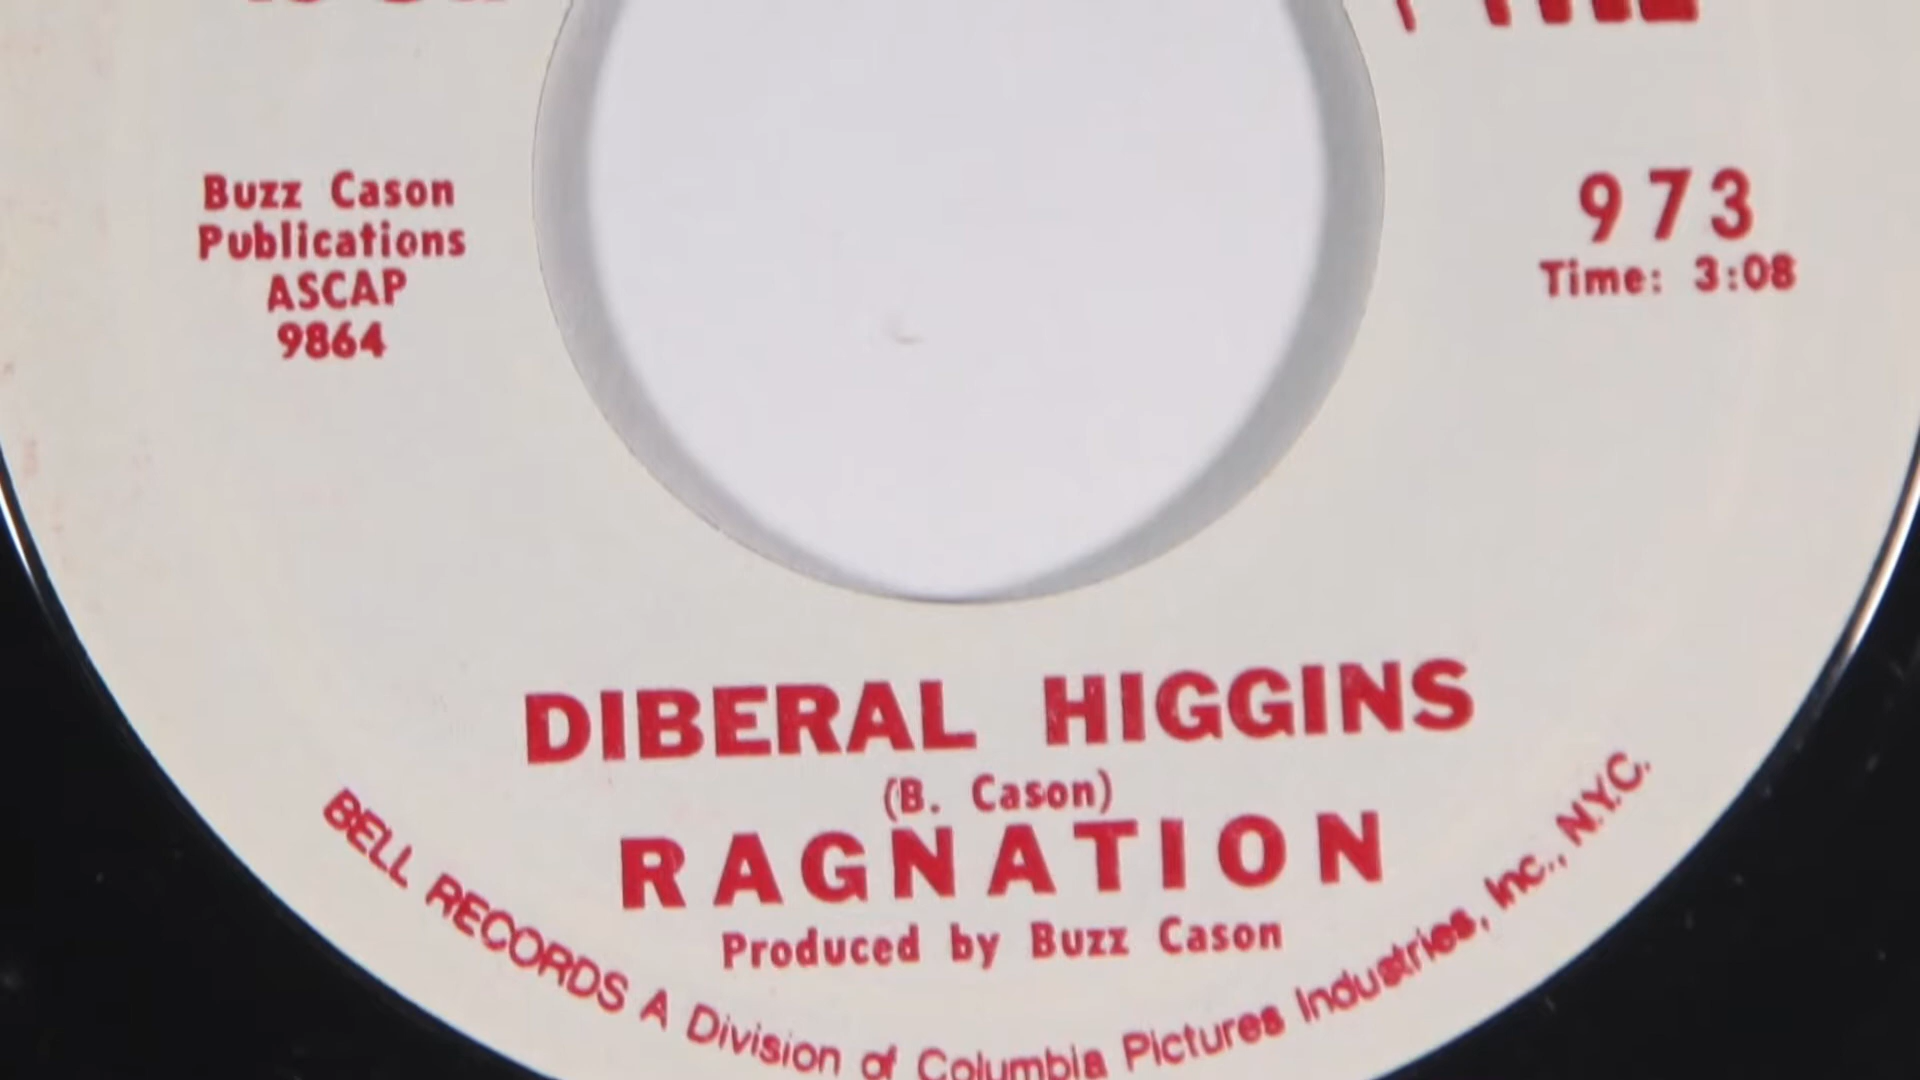 Buzz Cason
Publications
ASCAP
9864
973
Time: 3:08
DIBERAL HIGGINS
(B. Cason)
RAGNATION
Produced by Buzz Cason
BELL RECORDS A Division of Columbia Pictures Industries, Inc., N.Y.C.